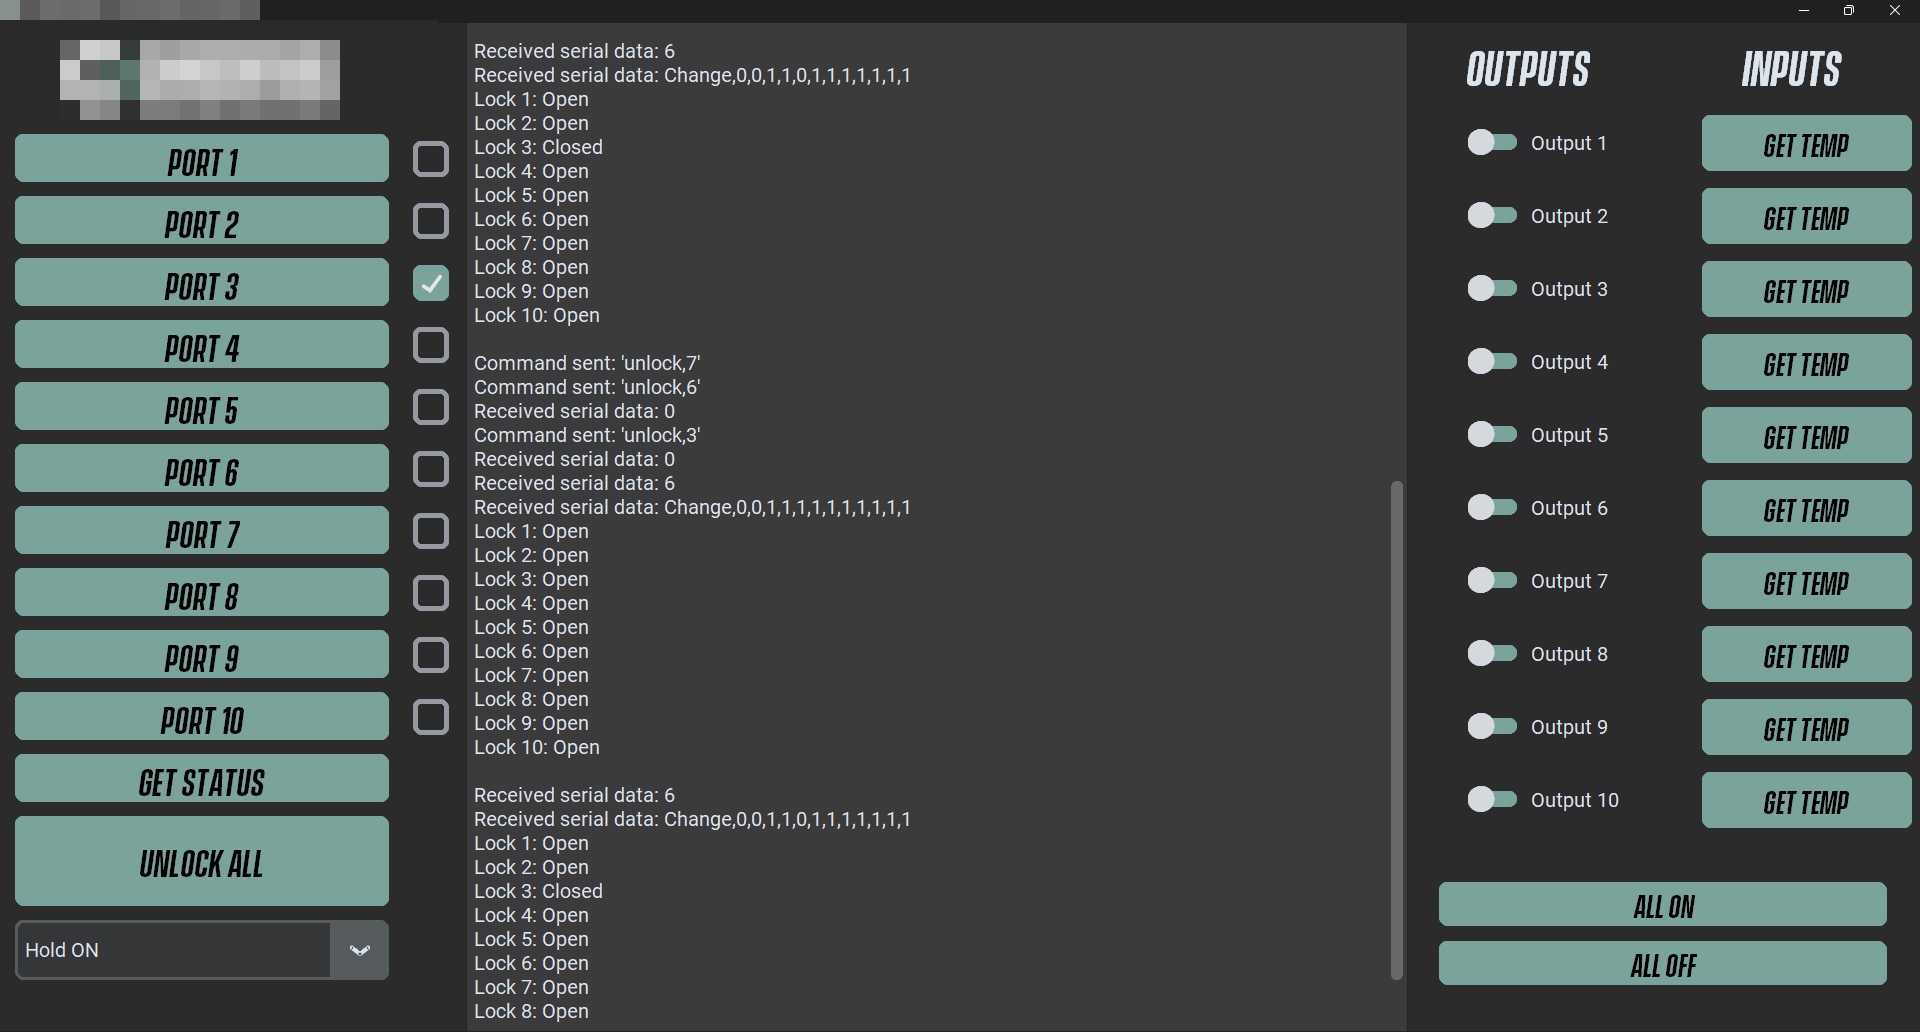 PORT 1
PORT 2
PORT 3
PORT 4
PORT 5
PORT 6
PORT 7
PORT 8
PORT 9
PORT 10
GET STATUS
UNLOCK ALL
Hold ON
Received serial data: 6
Received serial data: Change,0,0,1,1,0,1,1,1,1,1,1,1
Lock 1: Open
Lock 2: Open
Lock 3: Closed
Lock 4: Open
Lock 5: Open
Lock 6: Open
Lock 7: Open
Lock 8: Open
Lock 9: Open
Lock 10: Open
Command sent: 'unlock,7'
Command sent: 'unlock,6'
Received serial data: 0
Command sent: 'unlock,3'
Received serial data: 0
Received serial data: 6
Received serial data: Change,0,0,1,1,1,1,1,1,1,1,1,1
Lock 1: Open
Lock 2: Open
Lock 3: Open
Lock 4: Open
Lock 5: Open
Lock 6: Open
Lock 7: Open
Lock 8: Open
Lock 9: Open
Lock 10: Open
Received serial data: 6
Received serial data: Change,0,0,1,1,0,1,1,1,1,1,1,1
Lock 1: Open
Lock 2: Open
Lock 3: Closed
Lock 4: Open
Lock 5: Open
Lock 6: Open
Lock 7: Open
Lock 8: Open
OUTPUTS
Output 1
Output 2
Output 3
Output 4
Output 5
Output 6
Output 7
Output 8
Output 9
Output 10
INPUTS
GET TEMP
GET TEMP
GET TEMP
GET TEMP
GET TEMP
GET TEMP
GET TEMP
GET TEMP
GET TEMP
GET TEMP
ALL ON
ALL OFF